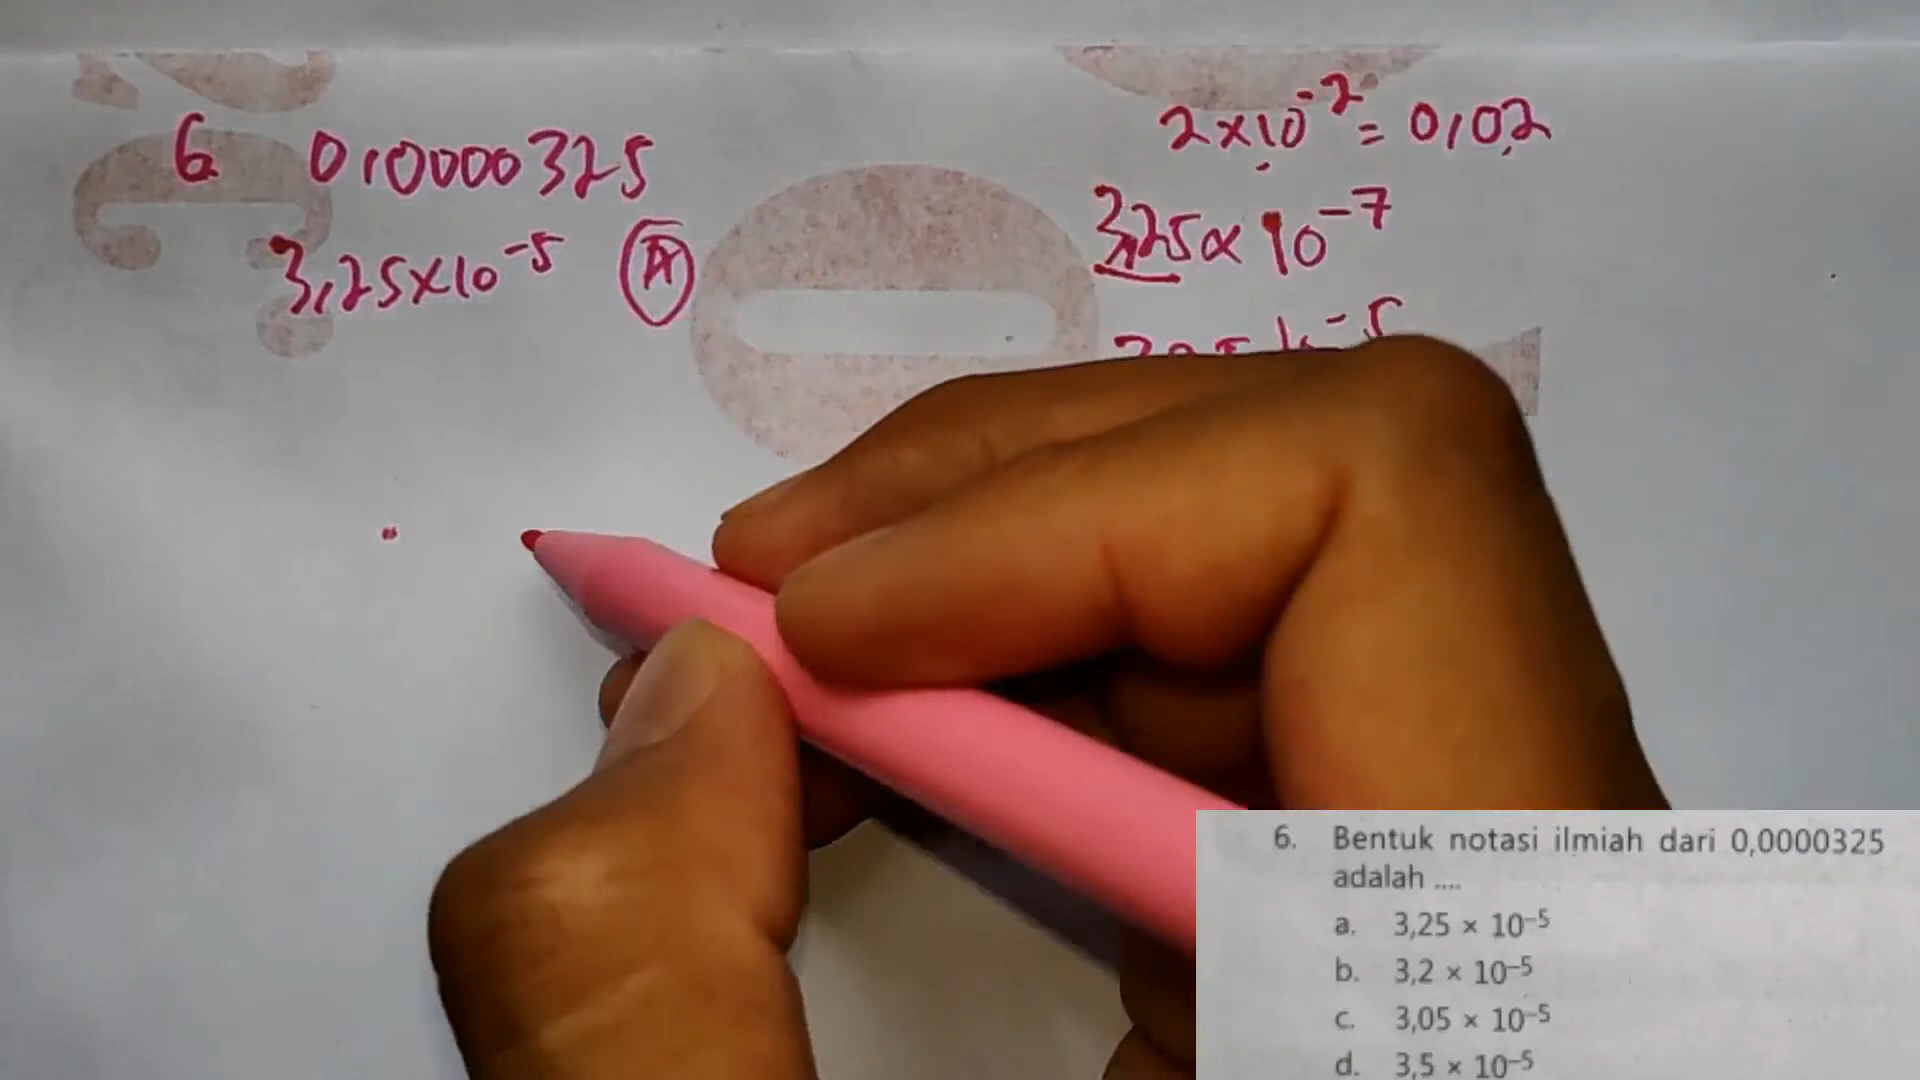 6 0,0000325
3,25×10⁻⁵ A
2×10⁻² = 0,02
3,25×10⁻⁷
6. Bentuk notasi ilmiah dari 0,0000325
adalah ....
a. 3,25 × 10⁻⁵
b. 3,2 × 10⁻⁵
c. 3,05 × 10⁻⁵
d. 3,5 × 10⁻⁵